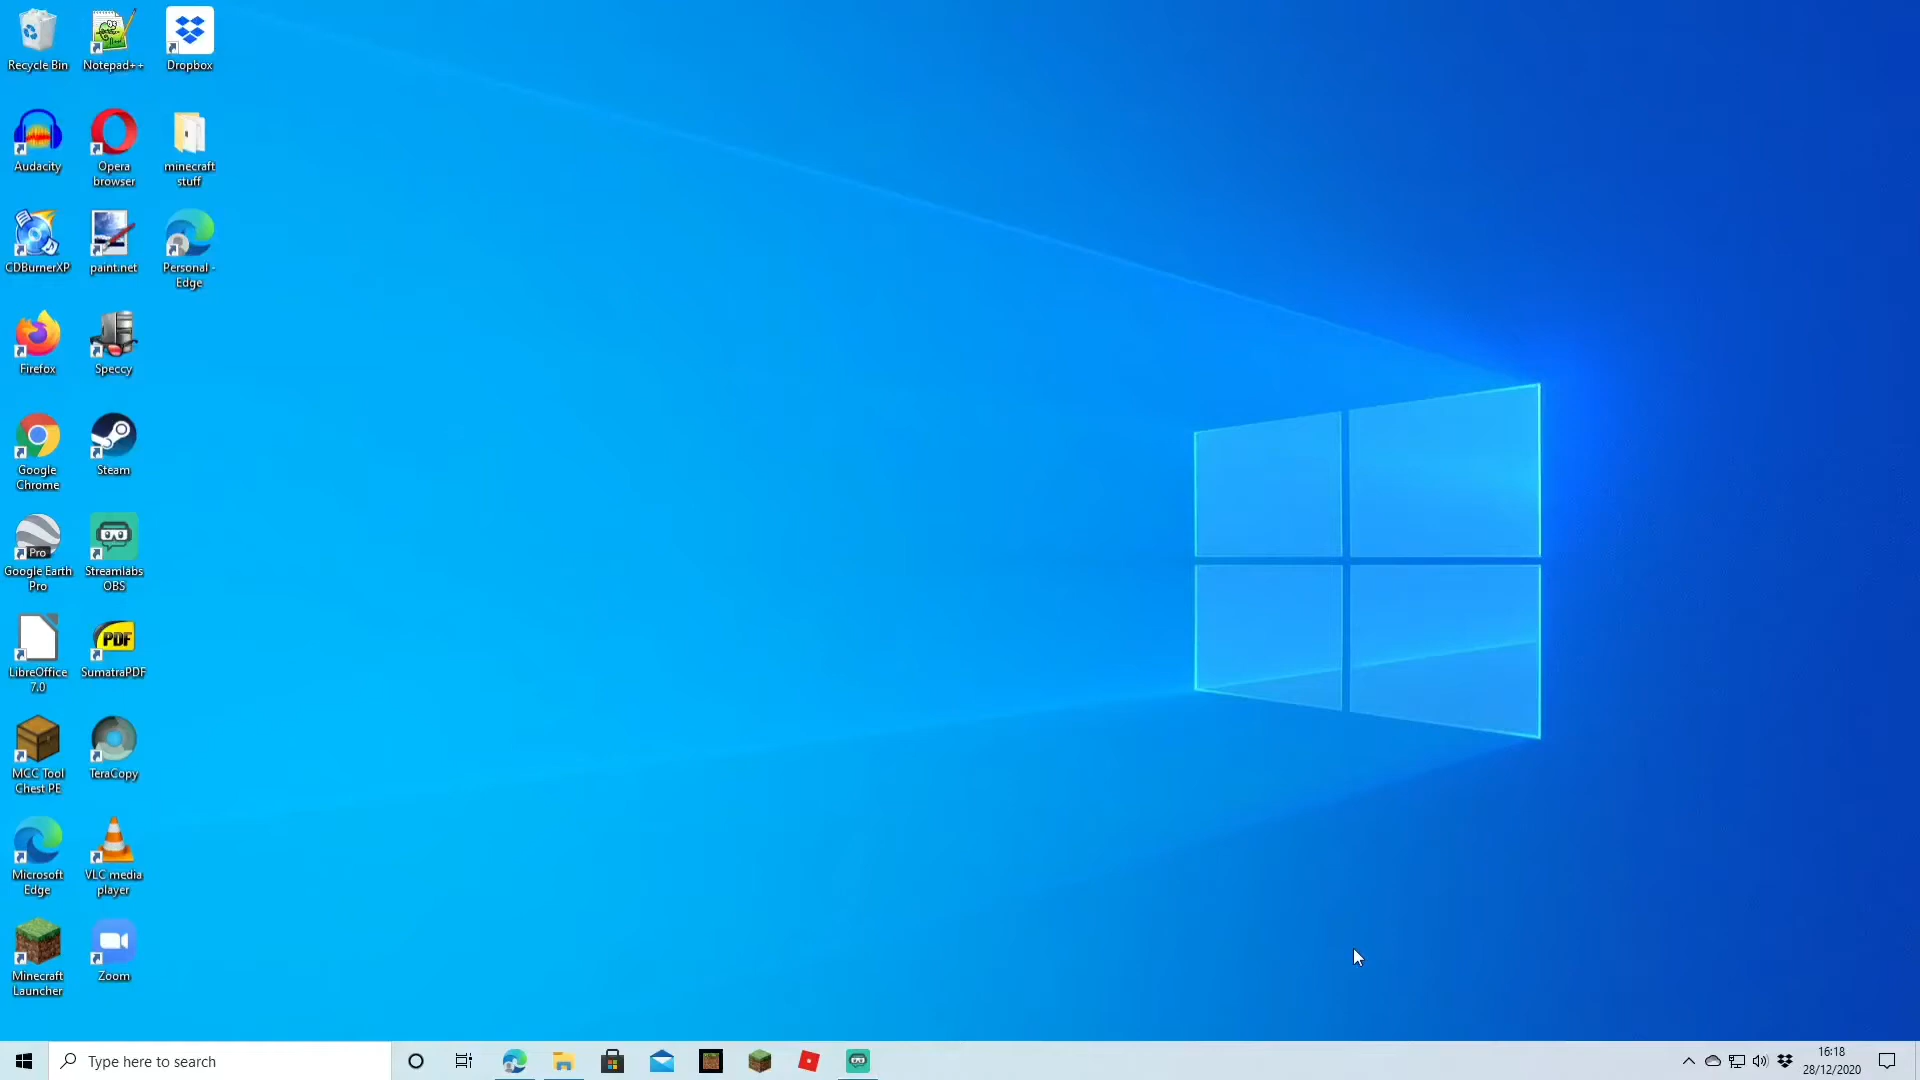 Recycle Bin
Notepad++
Dropbox
Audacity
Opera
browser
minecraft
stuff
CDBurnerXP
paint.net
Personal -
Edge
Firefox
Speccy
Google
Chrome
Steam
Pro
Google Earth
Pro
Streamlabs
OBS
LibreOffice
7.0
PDF
SumatraPDF
MCC Tool
Chest PE
TeraCopy
Microsoft
Edge
VLC media
player
Minecraft
Launcher
Zoom
Type here to search
16:18
28/12/2020